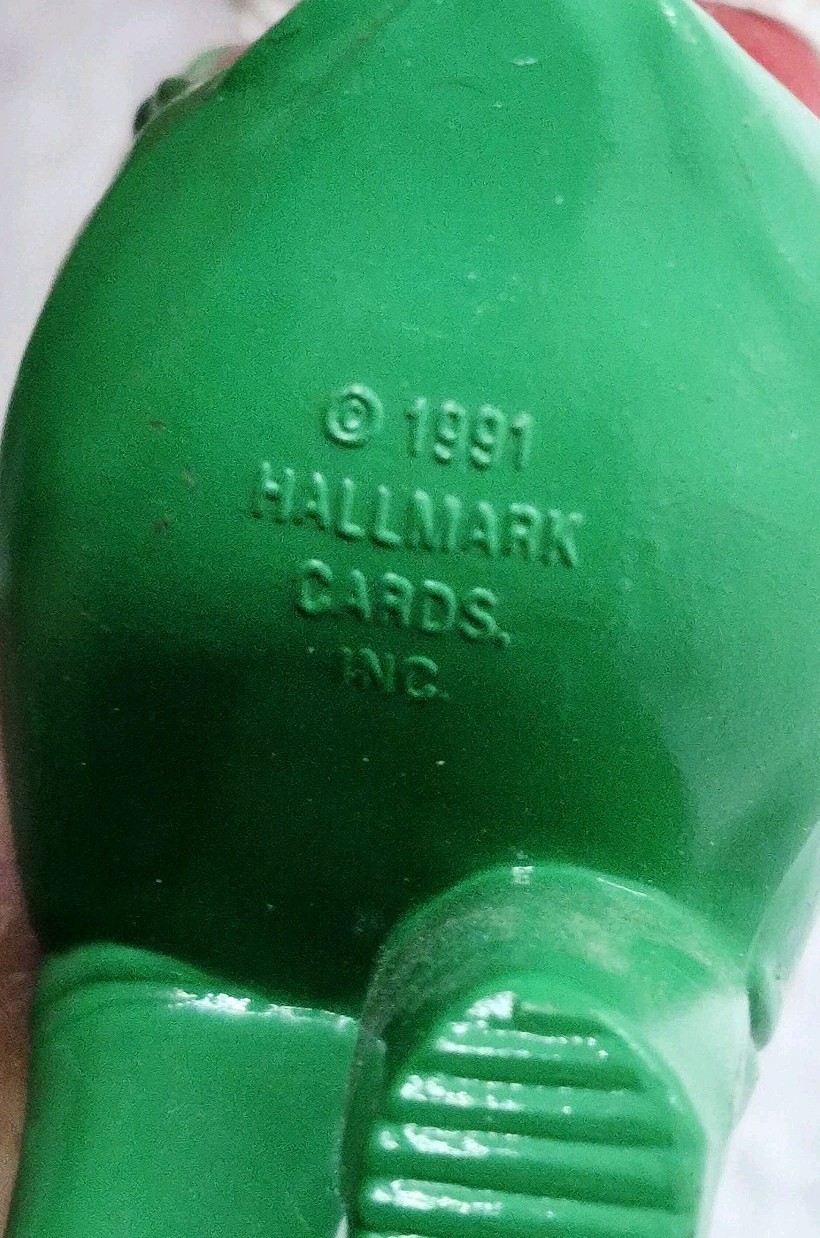 © 1991
HALLMARK
CARDS,
INC.